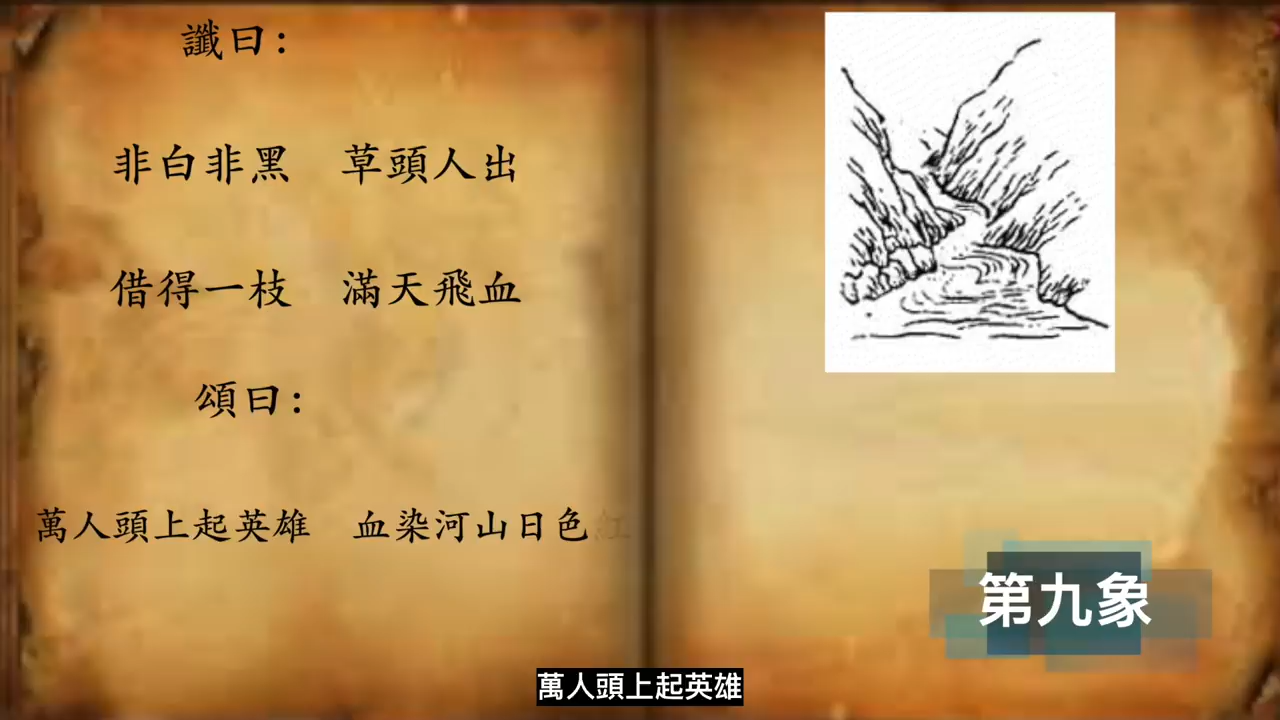 讖曰：
非白非黑　草頭人出
借得一枝　滿天飛血
頌曰：
萬人頭上起英雄　血染河山日色紅
第九象
萬人頭上起英雄